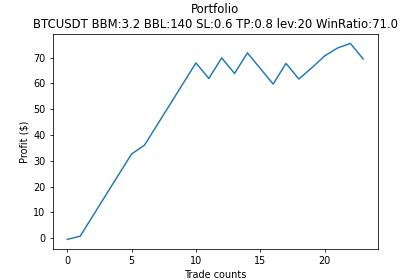 Portfolio
BTCUSDT BBM:3.2 BBL:140 SL:0.6 TP:0.8 lev:20 WinRatio:71.0
Profit ($)
70
60
50
40
30
20
10
0
0 5 10 15 20
Trade counts